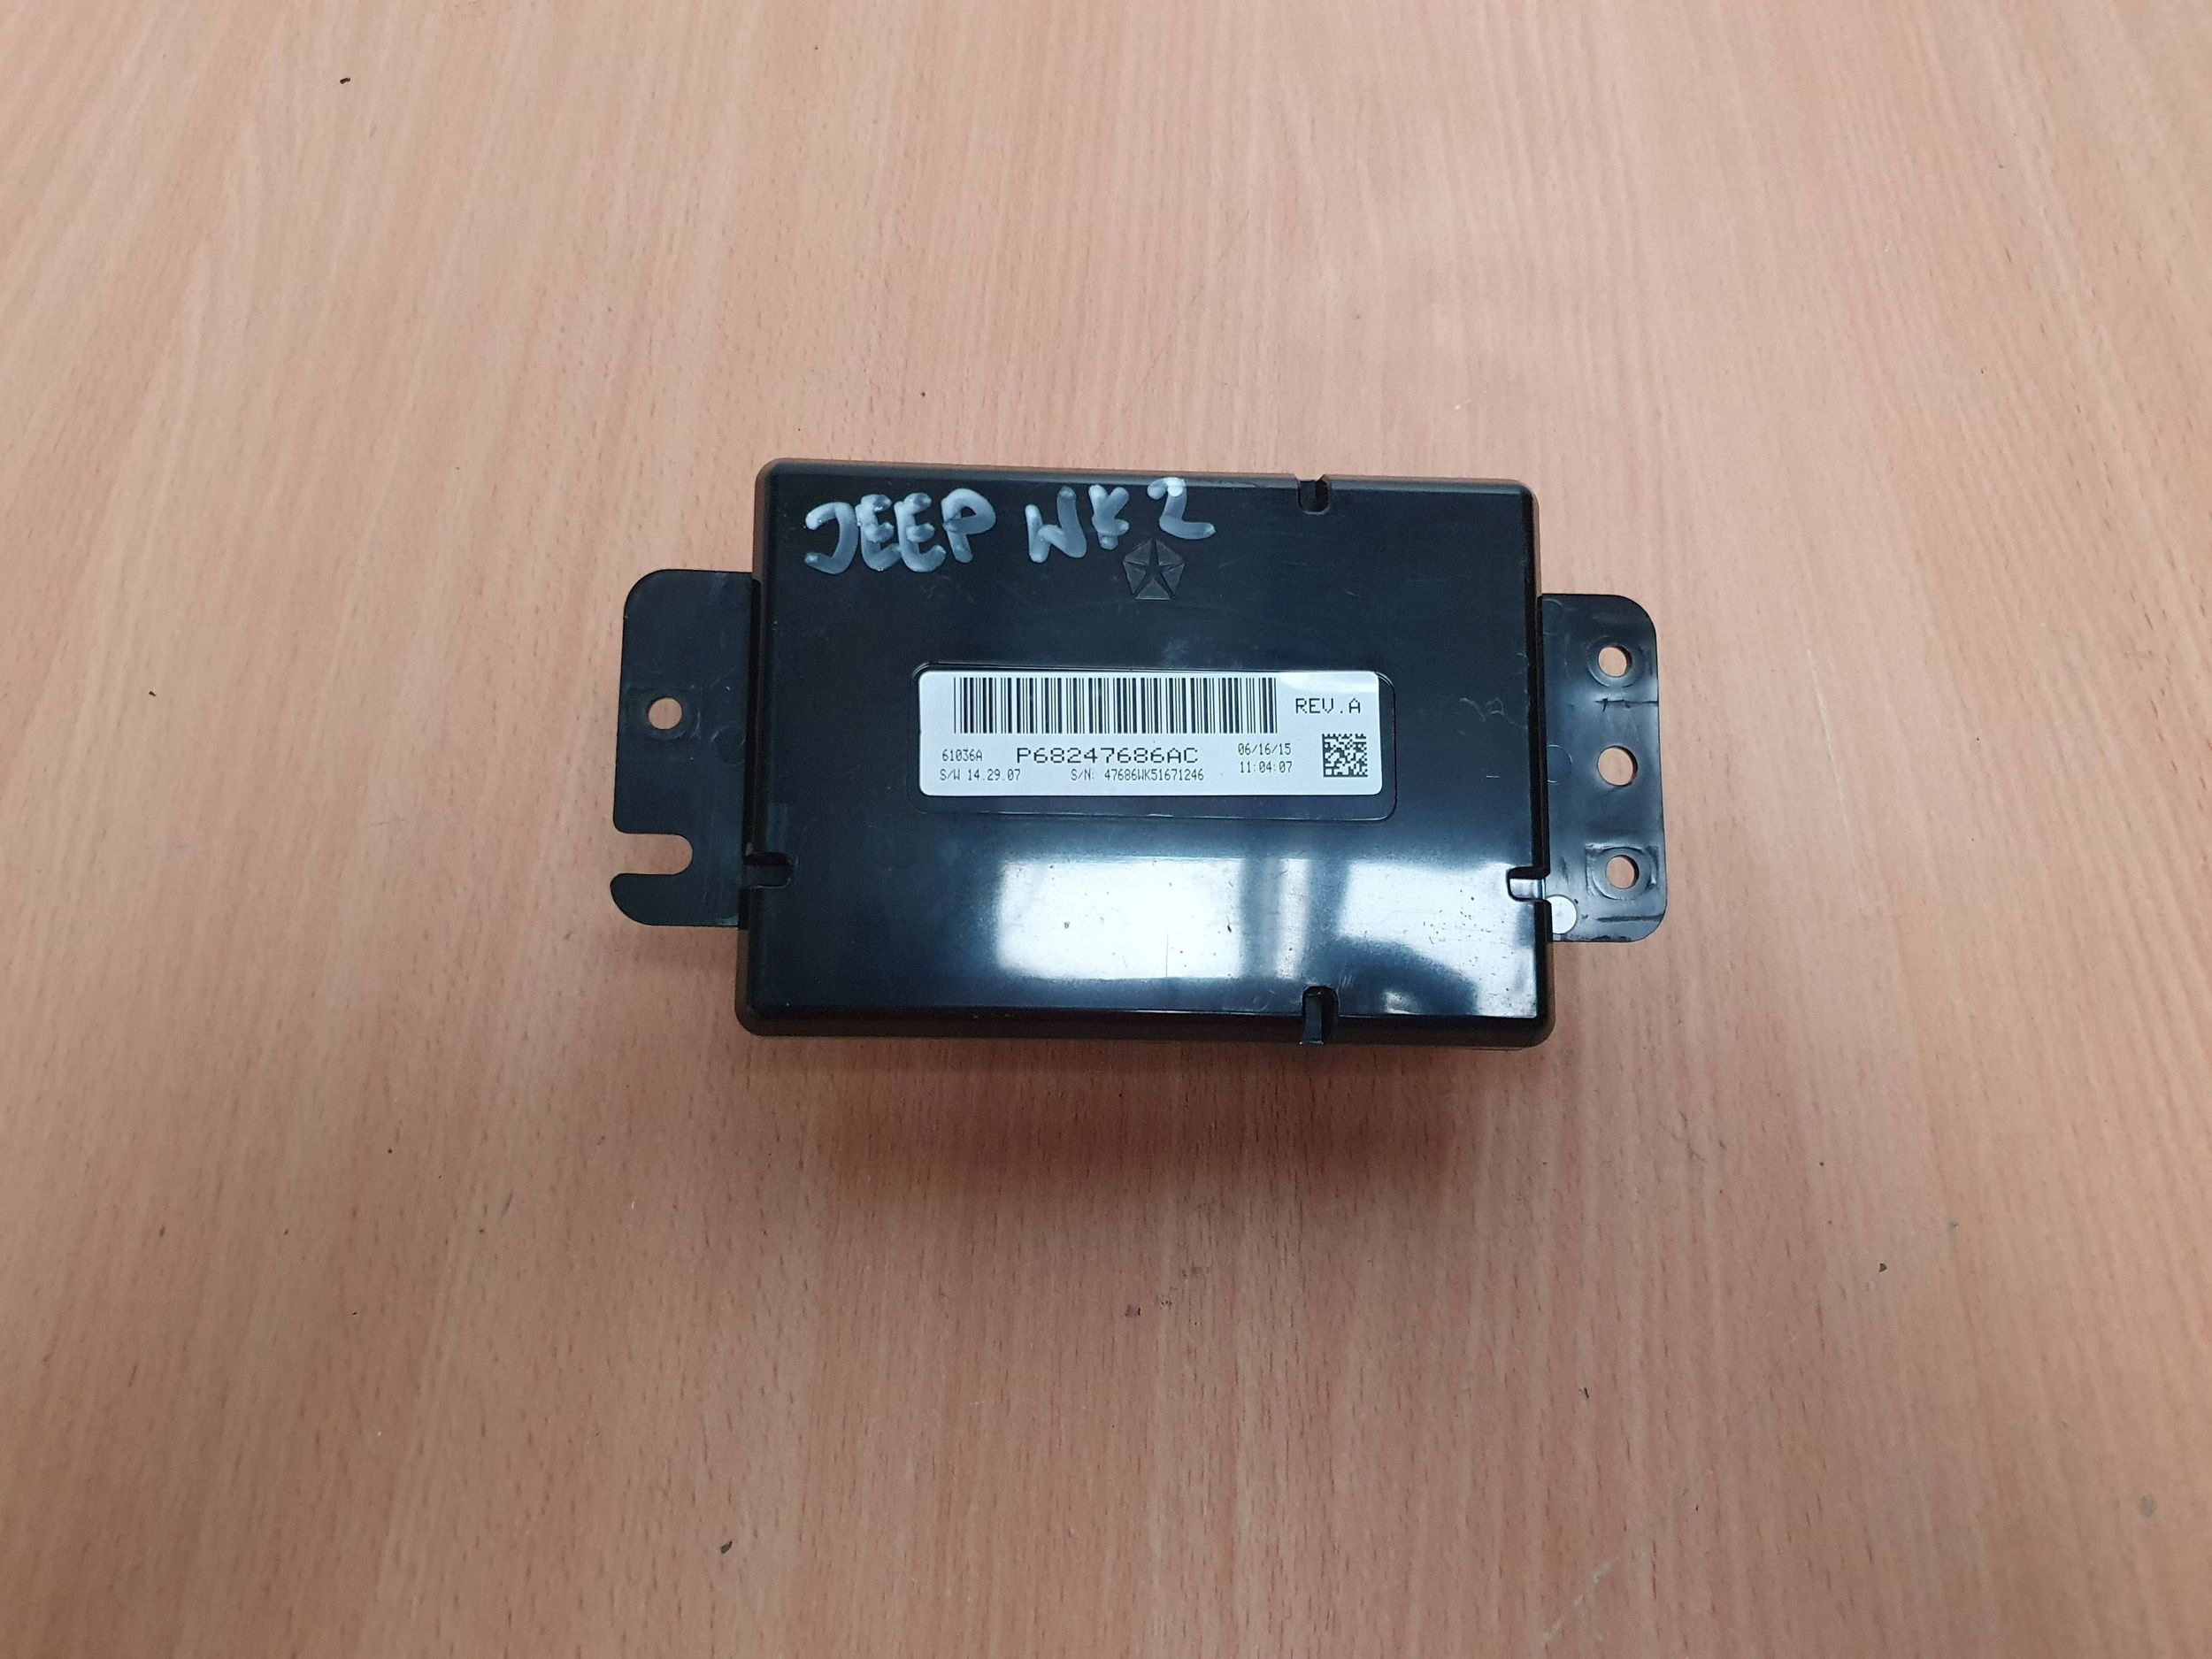 JEEP WK2
REV.A
61036A P68247686AC 06/16/15
S/W 14.29.07 S/N: 47686WK51671246 11:04:07